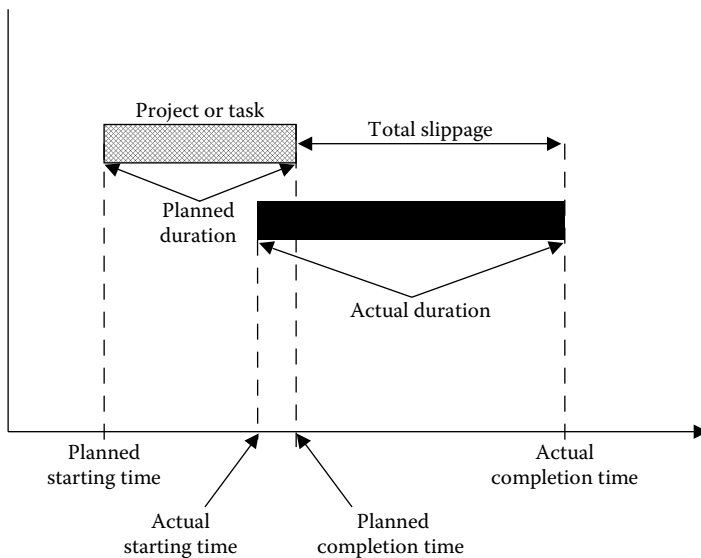 Project or task
Total slippage
Planned
duration
Actual duration
Planned
starting time
Actual
completion time
Actual
starting time
Planned
completion time